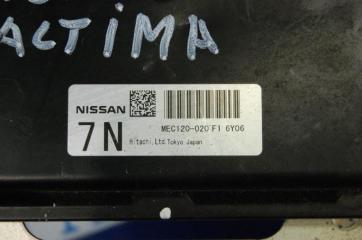 ALTIMA
NISSAN
7N
MEC120-020 F1 6Y06
Hitachi,Ltd.Tokyo Japan